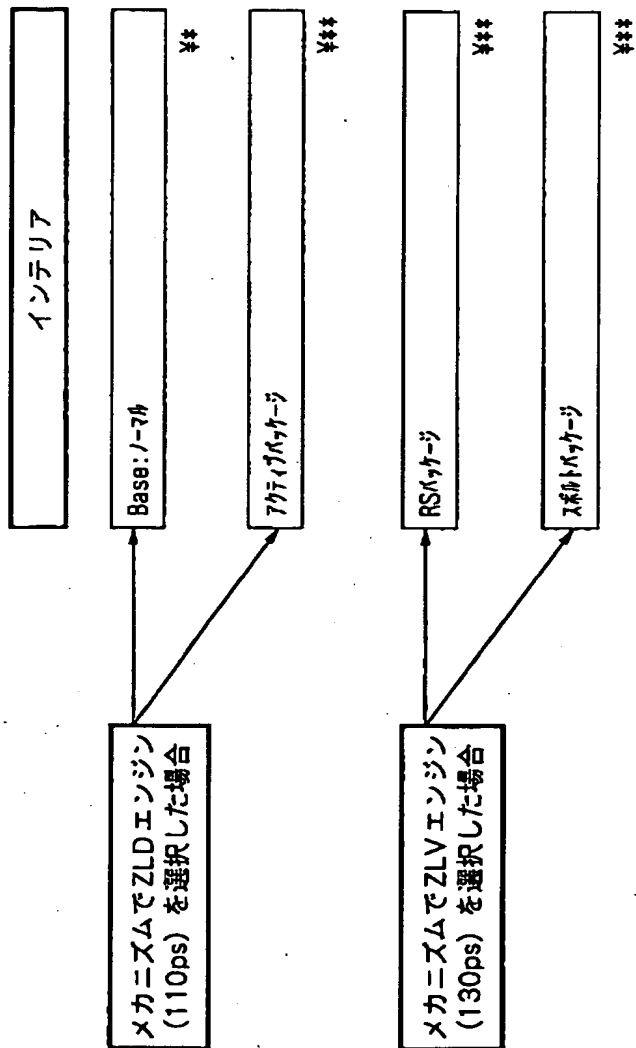 インテリア
メカニズムでZLDエンジン
(110ps) を選択した場合
Base:ノーマル
¥**
アクティブパッケージ
¥***
メカニズムでZLVエンジン
(130ps) を選択した場合
RSパッケージ
¥***
スポルトパッケージ
¥***